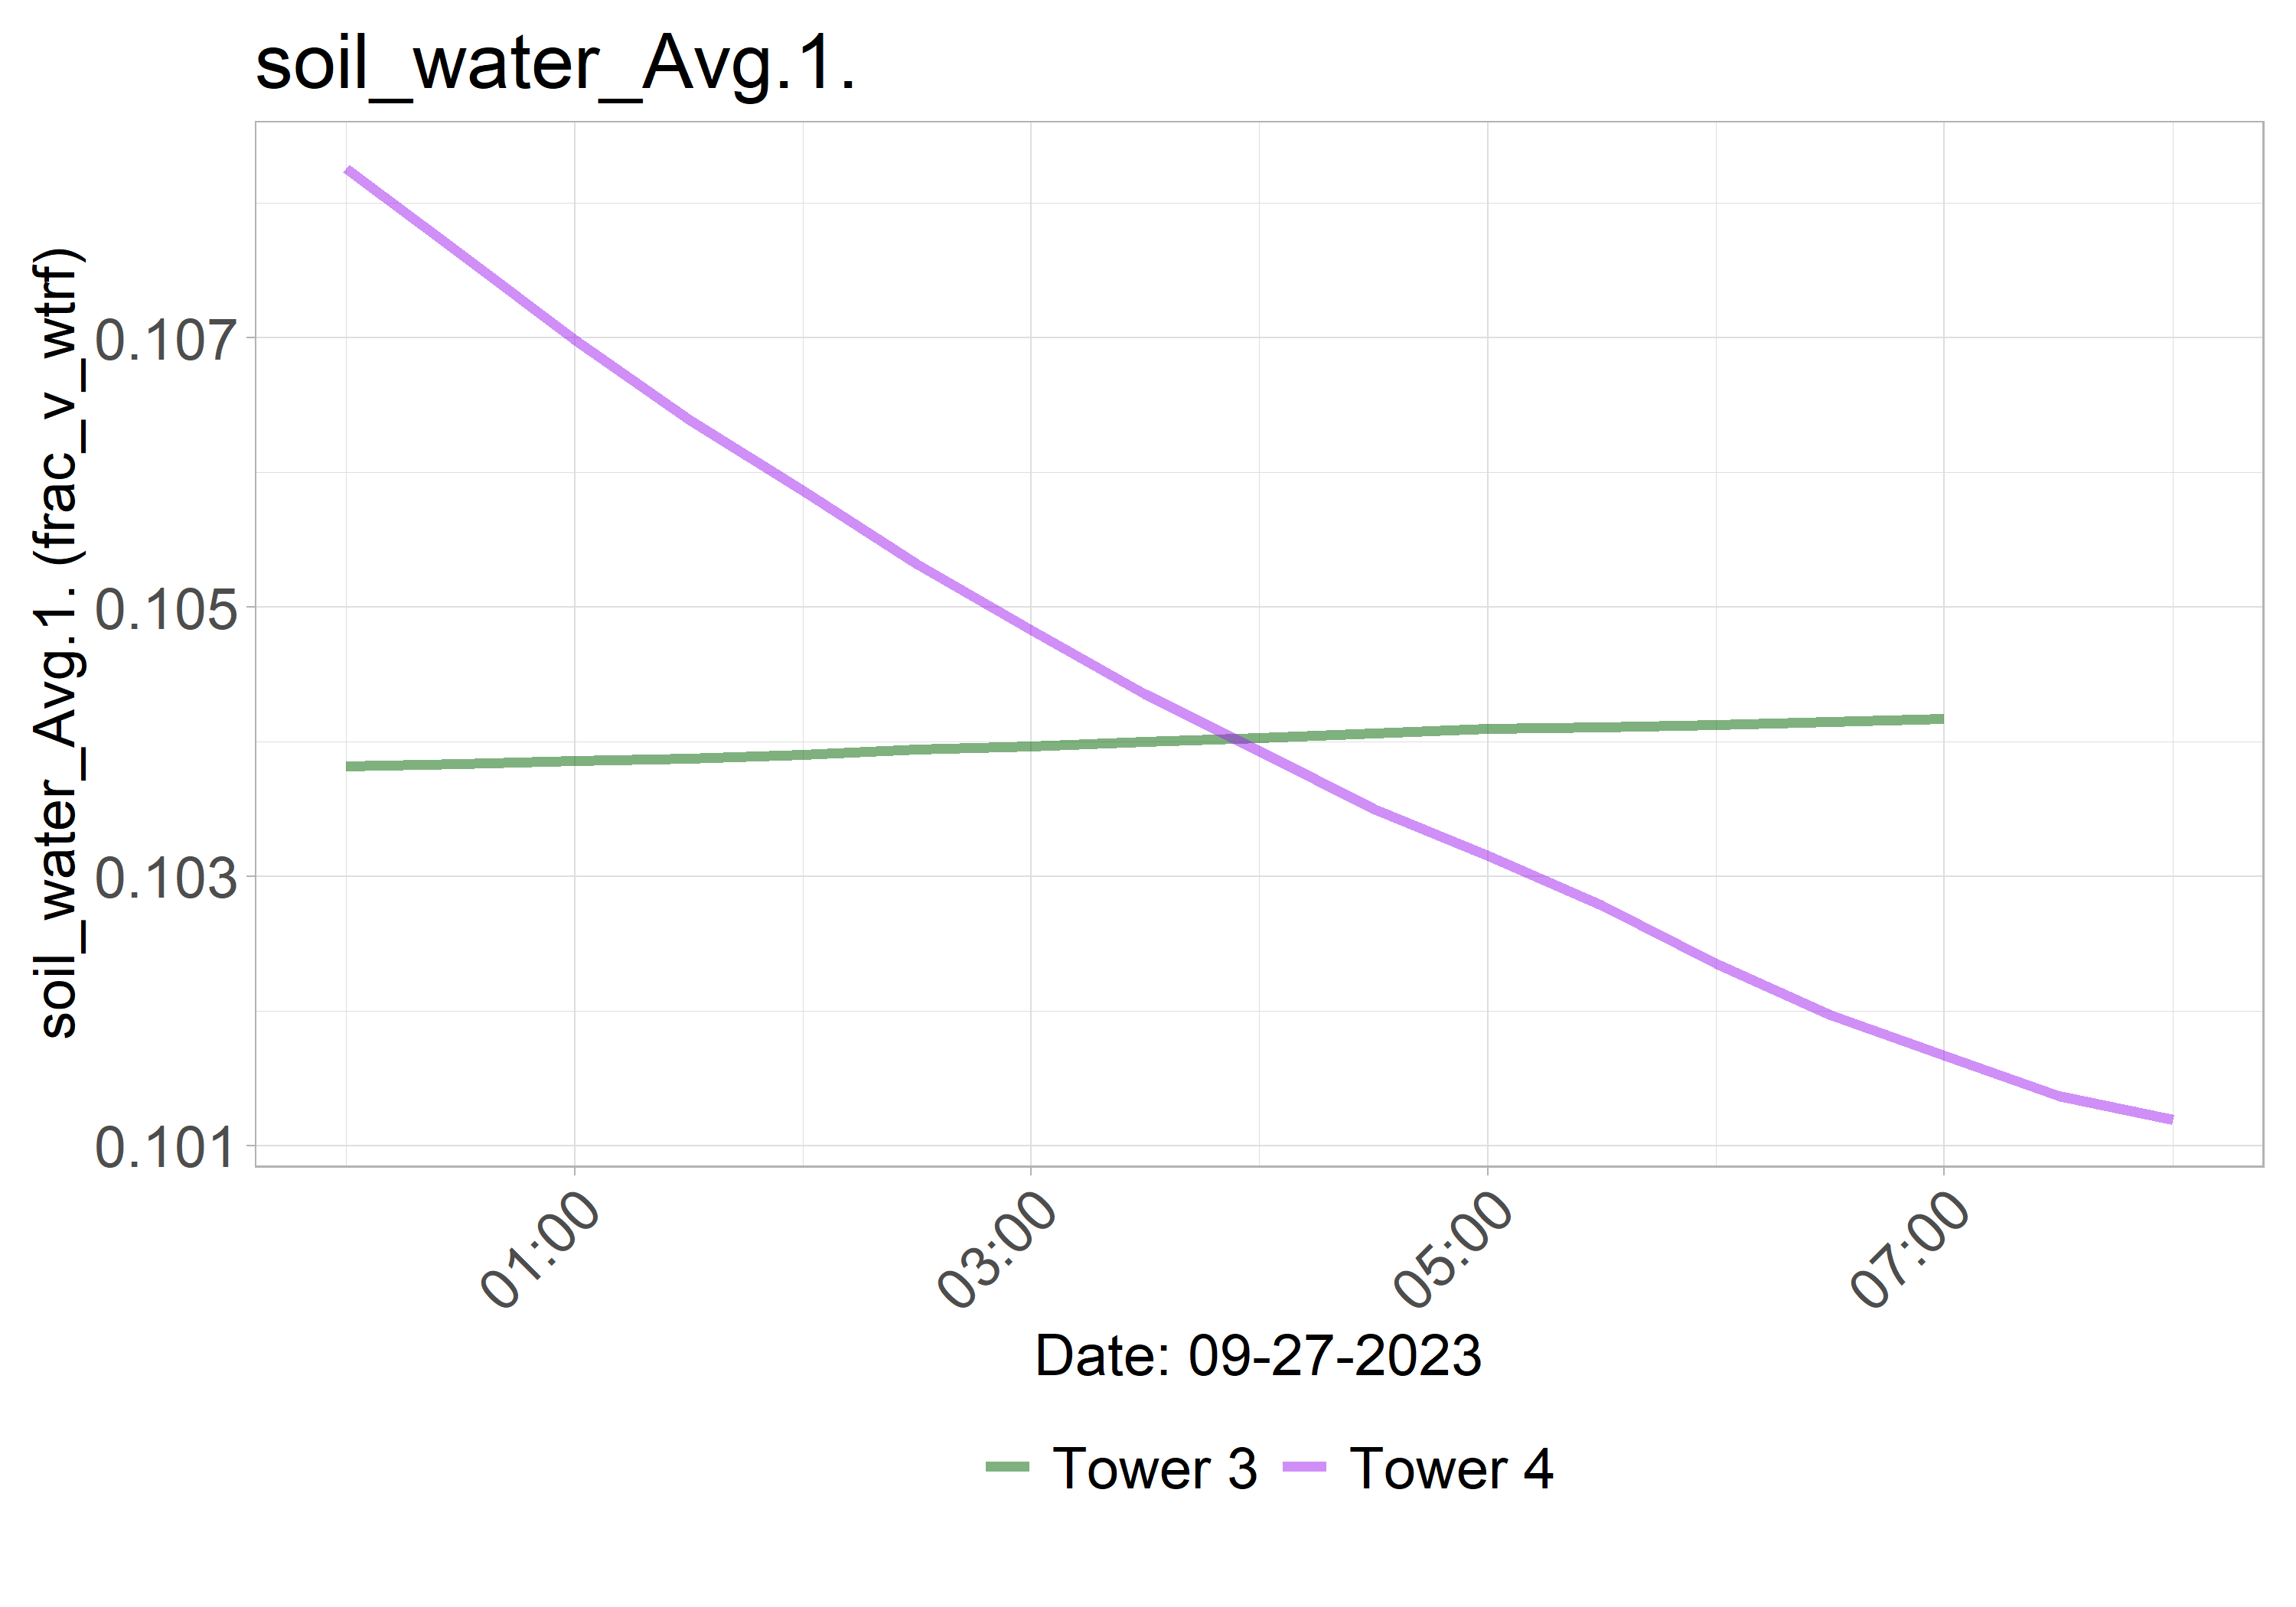 soil_water_Avg.1.
soil_water_Avg.1. (frac_v_wtrf)
0.107
0.105
0.103
0.101
01:00
03:00
05:00
07:00
Date: 09-27-2023
Tower 3
Tower 4